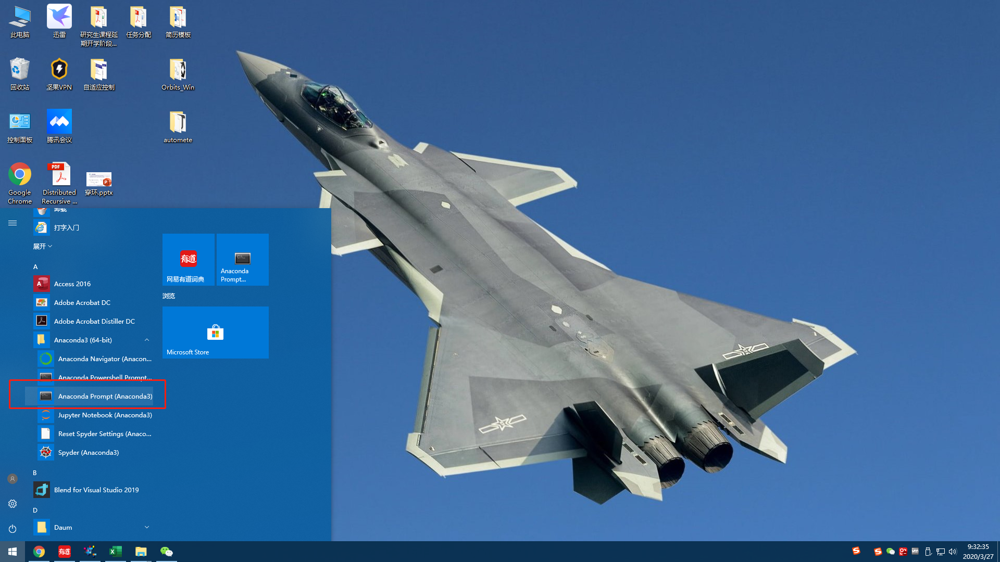 此电脑
迅雷
研究生课程延
期开学阶段...
任务分配
简历模板
回收站
坚果VPN
自适应控制
Orbits_Win
控制面板
腾讯会议
automete
Google
Chrome
PDF
Distributed
Recursive ...
穿环.pptx
卸载
打字入门
展开
A
Access 2016
Adobe Acrobat DC
Adobe Acrobat Distiller DC
Anaconda3 (64-bit)
Anaconda Navigator (Anacon...
Anaconda Powershell Prompt...
Anaconda Prompt (Anaconda3)
Jupyter Notebook (Anaconda3)
Reset Spyder Settings (Anaco...
Spyder (Anaconda3)
B
Blend for Visual Studio 2019
D
Daum
有道
网易有道词典
Anaconda
Prompt...
浏览
Microsoft Store
有道
9:32:35
2020/3/27